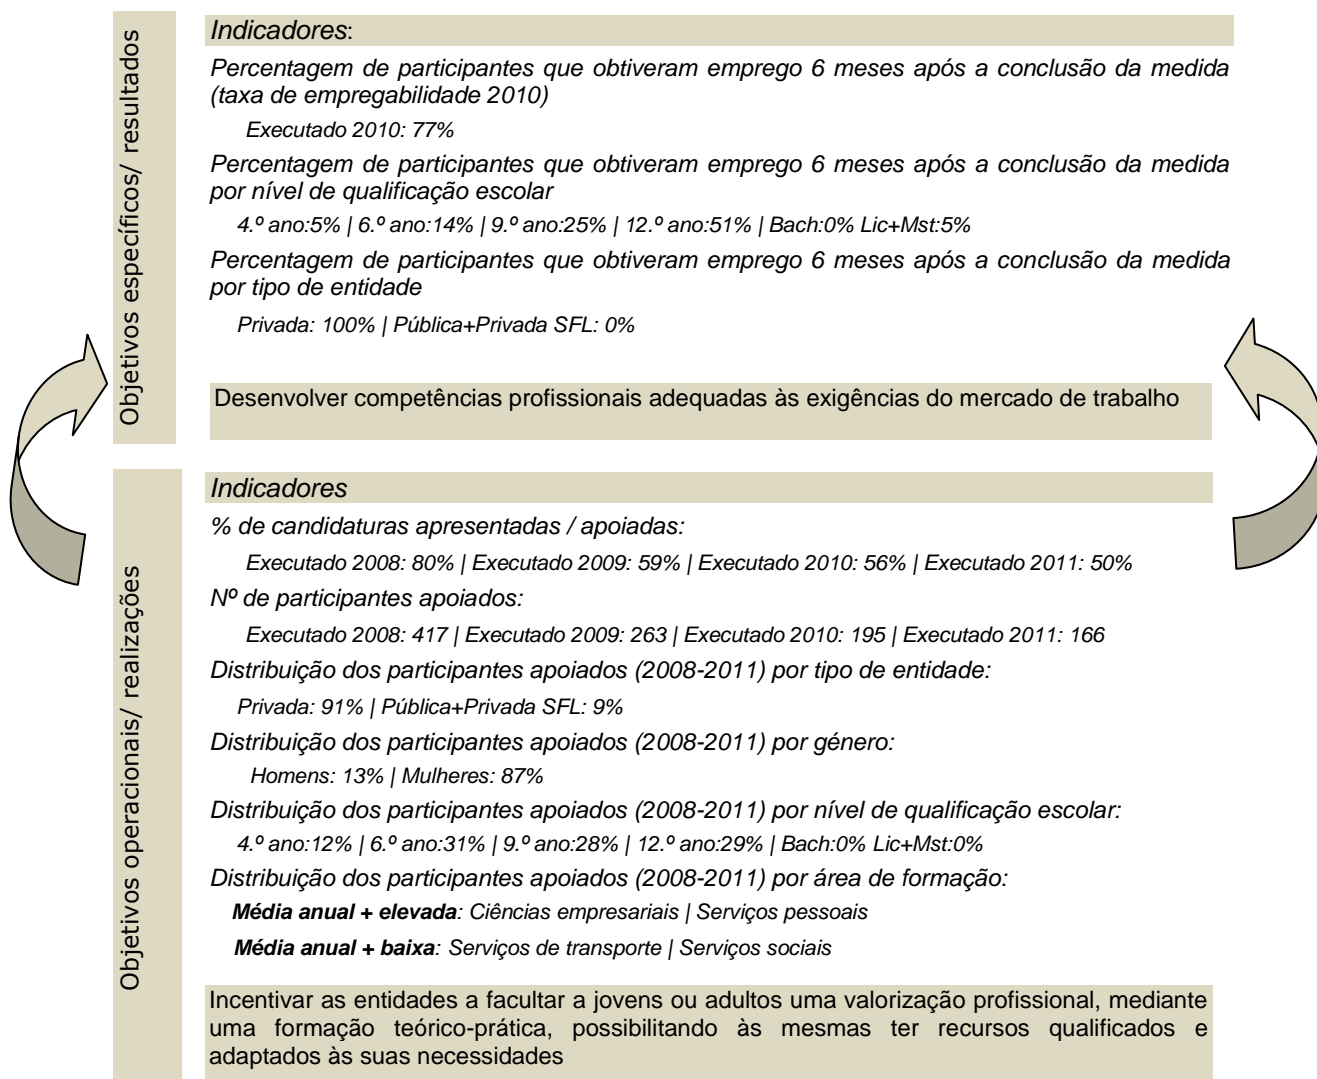 Objetivos específicos/ resultados
Indicadores:
Percentagem de participantes que obtiveram emprego 6 meses após a conclusão da medida
(taxa de empregabilidade 2010)
Executado 2010: 77%
Percentagem de participantes que obtiveram emprego 6 meses após a conclusão da medida
por nível de qualificação escolar
4.º ano:5% | 6.º ano:14% | 9.º ano:25% | 12.º ano:51% | Bach:0% Lic+Mst:5%
Percentagem de participantes que obtiveram emprego 6 meses após a conclusão da medida
por tipo de entidade
Privada: 100% | Pública+Privada SFL: 0%
Desenvolver competências profissionais adequadas às exigências do mercado de trabalho
Objetivos operacionais/ realizações
Indicadores
% de candidaturas apresentadas / apoiadas:
Executado 2008: 80% | Executado 2009: 59% | Executado 2010: 56% | Executado 2011: 50%
Nº de participantes apoiados:
Executado 2008: 417 | Executado 2009: 263 | Executado 2010: 195 | Executado 2011: 166
Distribuição dos participantes apoiados (2008-2011) por tipo de entidade:
Privada: 91% | Pública+Privada SFL: 9%
Distribuição dos participantes apoiados (2008-2011) por género:
Homens: 13% | Mulheres: 87%
Distribuição dos participantes apoiados (2008-2011) por nível de qualificação escolar:
4.º ano:12% | 6.º ano:31% | 9.º ano:28% | 12.º ano:29% | Bach:0% Lic+Mst:0%
Distribuição dos participantes apoiados (2008-2011) por área de formação:
Média anual + elevada: Ciências empresariais | Serviços pessoais
Média anual + baixa: Serviços de transporte | Serviços sociais
Incentivar as entidades a facultar a jovens ou adultos uma valorização profissional, mediante
uma formação teórico-prática, possibilitando às mesmas ter recursos qualificados e
adaptados às suas necessidades